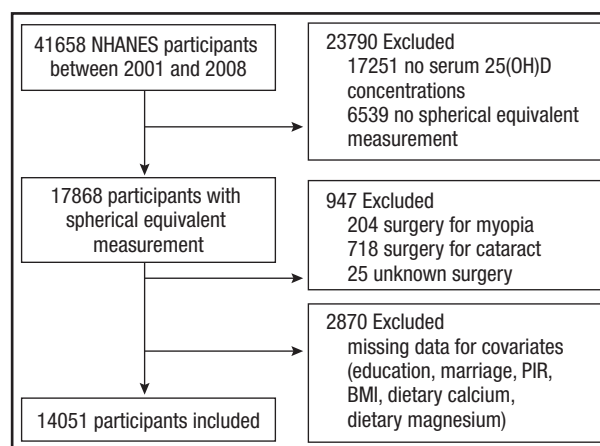 41658 NHANES participants
between 2001 and 2008
23790 Excluded
17251 no serum 25(OH)D
concentrations
6539 no spherical equivalent
measurement
17868 participants with
spherical equivalent
measurement
947 Excluded
204 surgery for myopia
718 surgery for cataract
25 unknown surgery
2870 Excluded
missing data for covariates
(education, marriage, PIR,
BMI, dietary calcium,
dietary magnesium)
14051 participants included